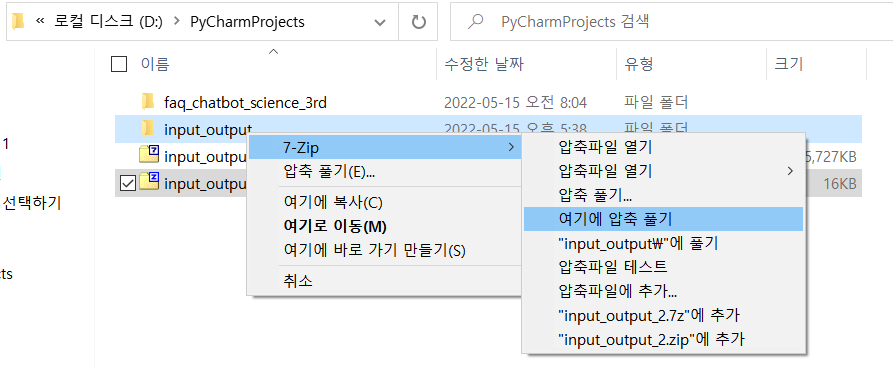 « 로컬 디스크 (D:) > PyCharmProjects
PyCharmProjects 검색
이름 수정한 날짜 유형 크기
faq_chatbot_science_3rd 2022-05-15 오전 8:04 파일 폴더
input_output 2022-05-15 오후 5:38 파일 폴더
1
input_outpu 5,727KB
input_outpu 16KB
선택하기
cts
7-Zip
압축 풀기(E)...
여기에 복사(C)
여기로 이동(M)
여기에 바로 가기 만들기(S)
취소
압축파일 열기
압축파일 열기
압축 풀기...
여기에 압축 풀기
"input_output₩"에 풀기
압축파일 테스트
압축파일에 추가...
"input_output_2.7z"에 추가
"input_output_2.zip"에 추가